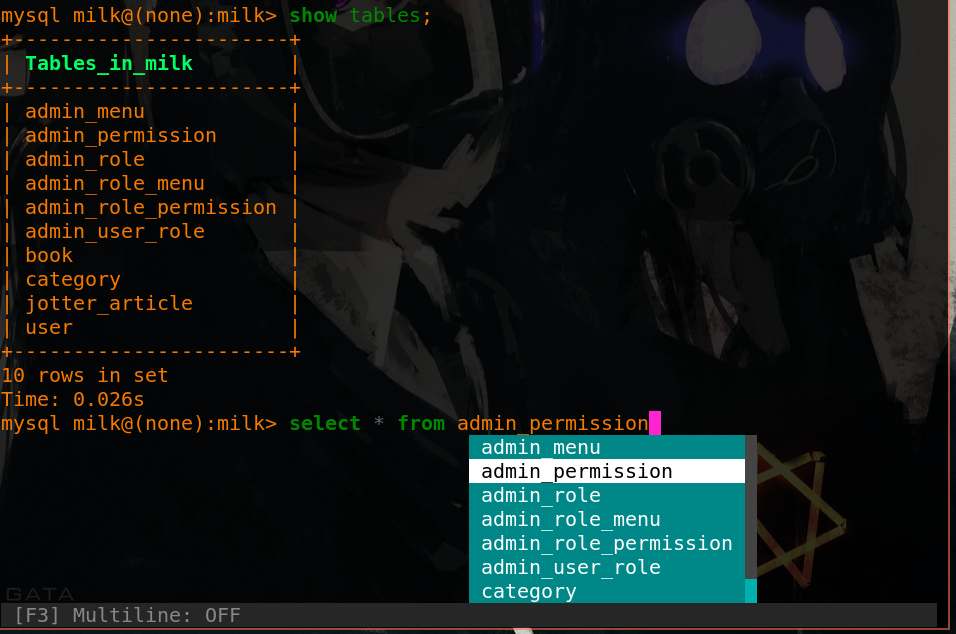 mysql milk@(none):milk> show tables;
+-----------------------+
| Tables_in_milk        |
+-----------------------+
| admin_menu            |
| admin_permission      |
| admin_role            |
| admin_role_menu       |
| admin_role_permission |
| admin_user_role       |
| book                  |
| category              |
| jotter_article        |
| user                  |
+-----------------------+
10 rows in set
Time: 0.026s
mysql milk@(none):milk> select * from admin_permission
admin_menu
admin_permission
admin_role
admin_role_menu
admin_role_permission
admin_user_role
category
GATA
[F3] Multiline: OFF